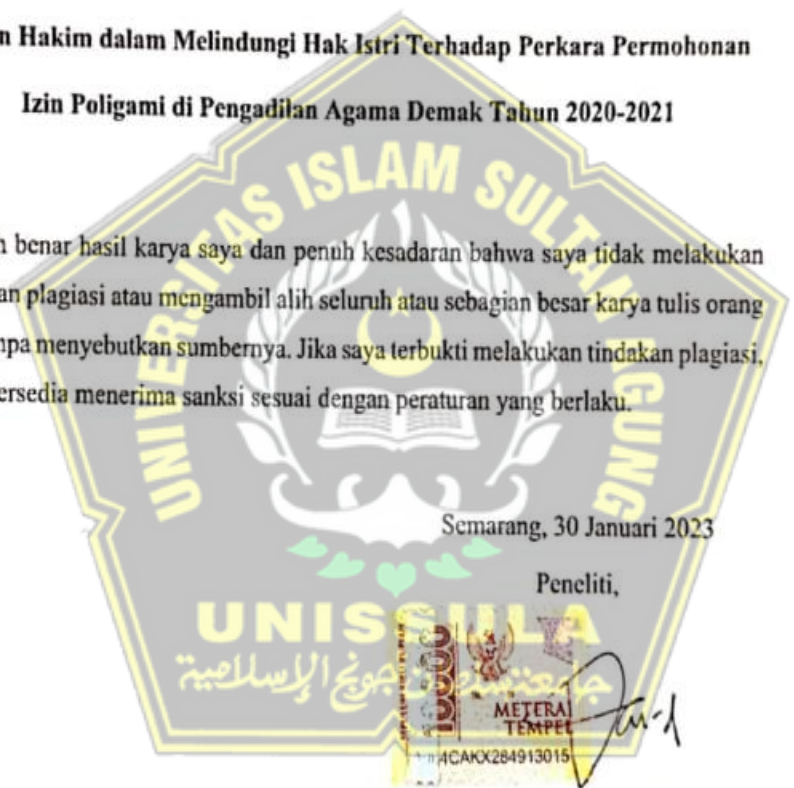 n Hakim dalam Melindungi Hak Istri Terhadap Perkara Permohonan
Izin Poligami di Pengadilan Agama Demak Tahun 2020-2021
n benar hasil karya saya dan penuh kesadaran bahwa saya tidak melakukan
an plagiasi atau mengambil alih seluruh atau sebagian besar karya tulis orang
npa menyebutkan sumbernya. Jika saya terbukti melakukan tindakan plagiasi,
ersedia menerima sanksi sesuai dengan peraturan yang berlaku.
UNIVERSITAS ISLAM SULTAN AGUNG
Semarang, 30 Januari 2023
Peneliti,
UNISSULA
10000
METERAI
TEMPEL
4CAKX284913015